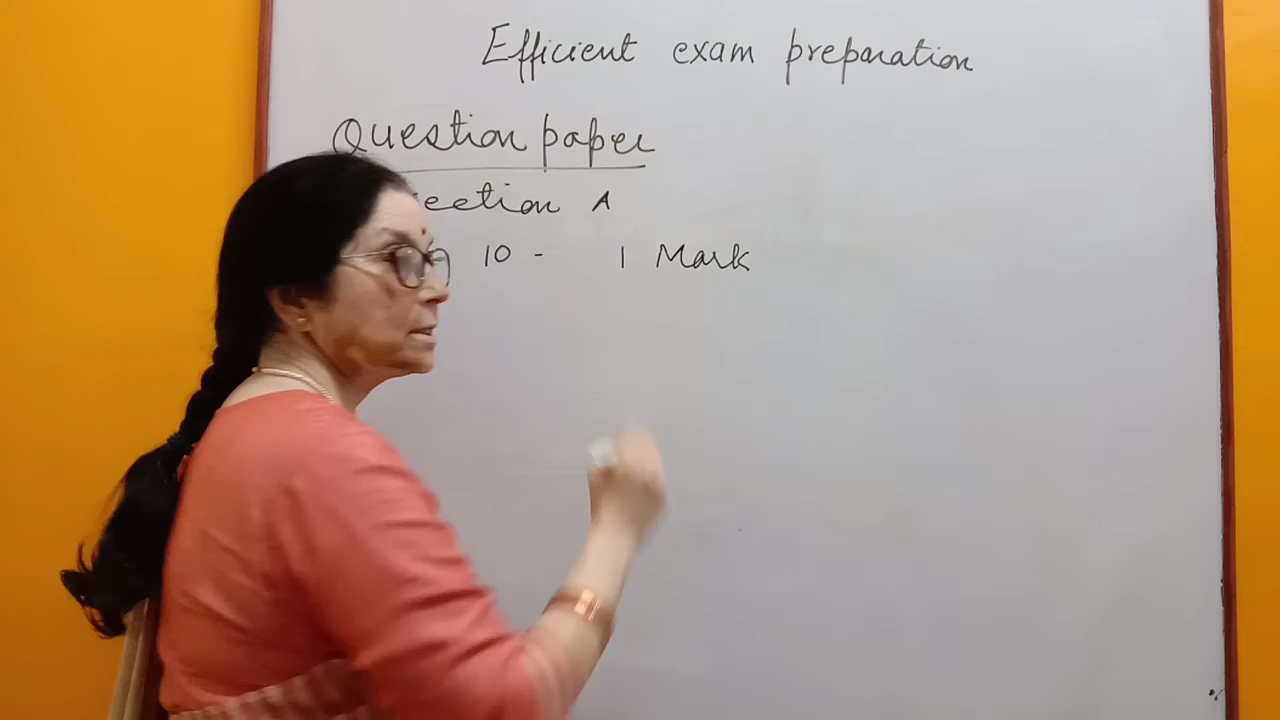 Efficient exam preparation
Question paper
ection A
10 - 1 Mark